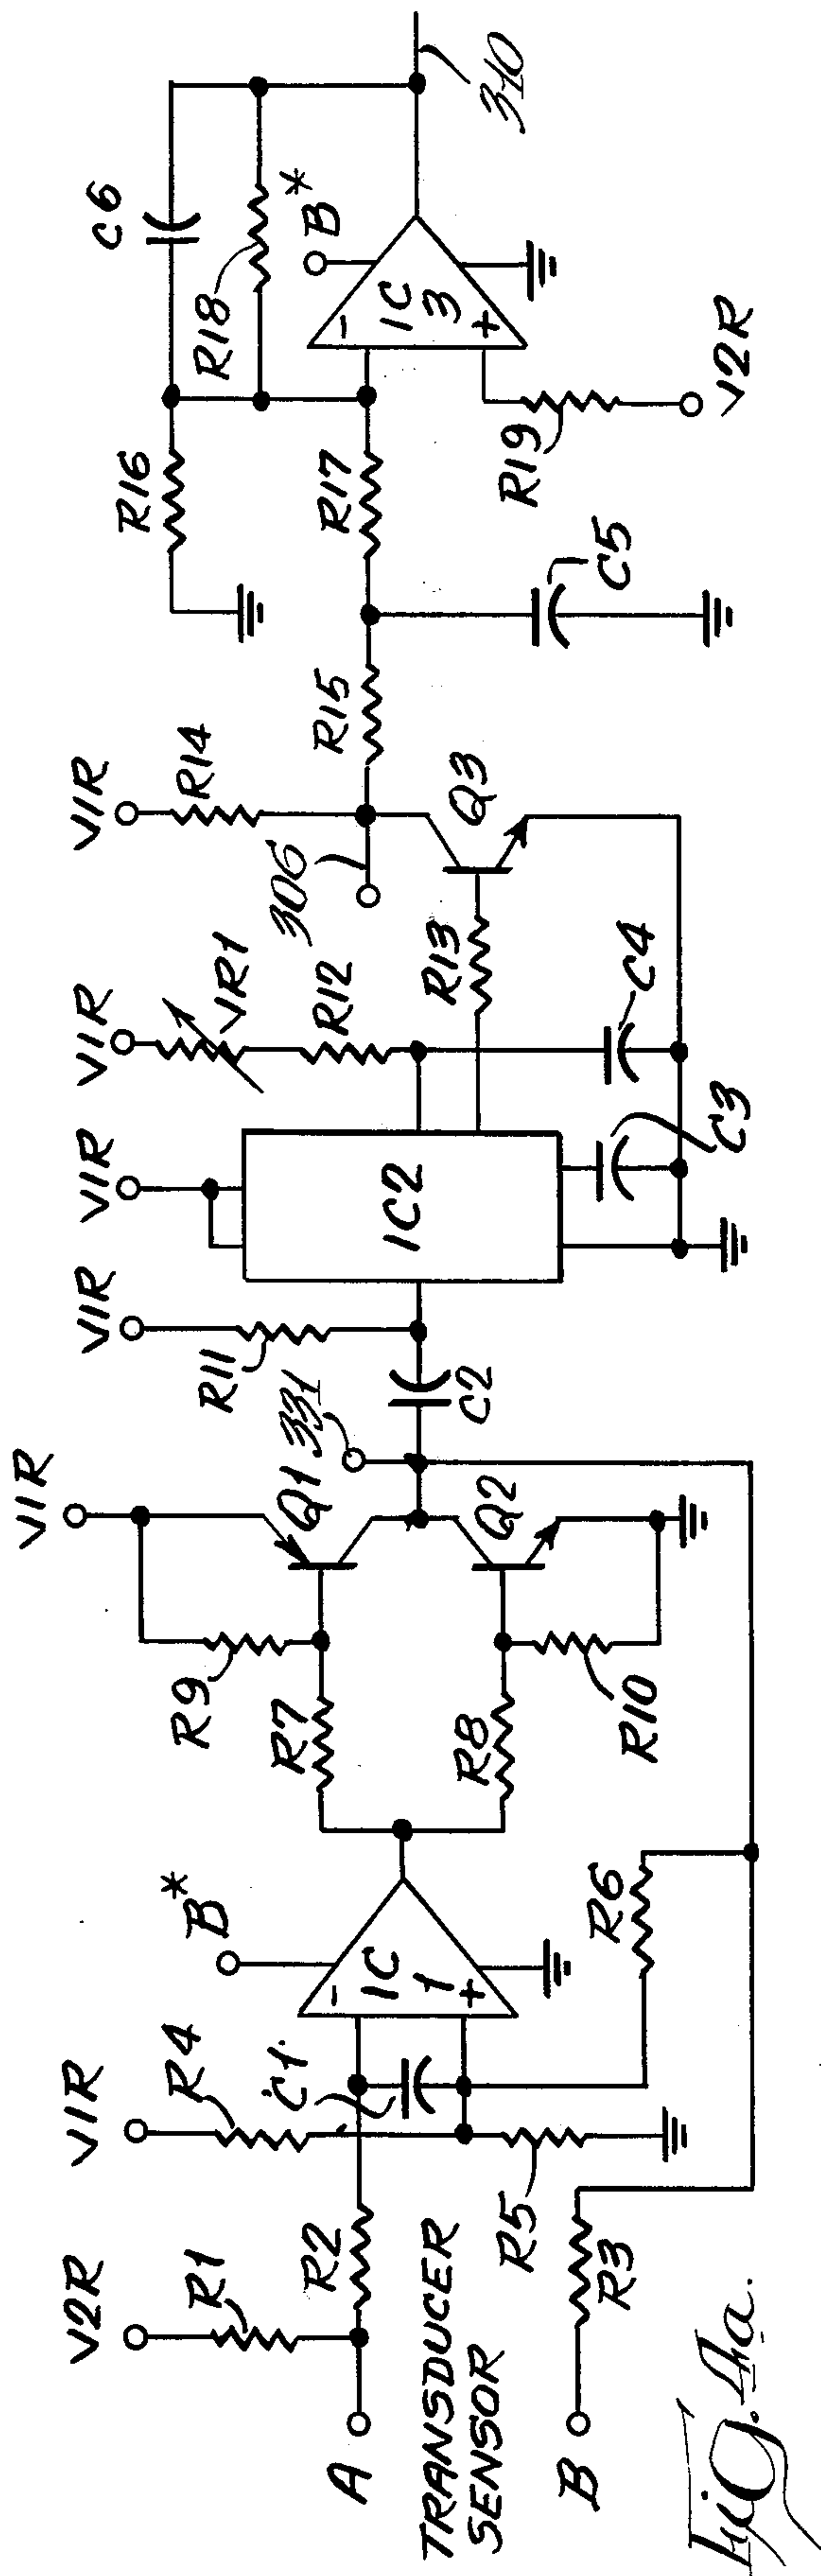 V2R
R1
A
R2
TRANSDUCER
SENSOR
B
R3
V1R
R4
C1
R5
B*
-
IC
1
+
R6
R7
R8
R9
R10
V1R
Q1
Q2
331
C2
V1R
R11
V1R
IC2
C3
V1R
VR1
R12
C4
R13
V1R
R14
306
Q3
R15
C5
R16
R17
C6
R18
B*
-
IC
3
+
R19
V2R
310
Fig. 4a.